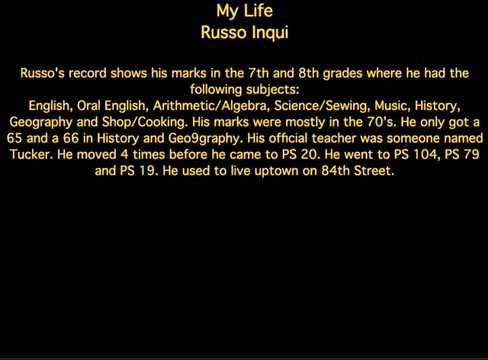 My Life
Russo Inqui
Russo's record shows his marks in the 7th and 8th grades where he had the
following subjects:
English, Oral English, Arithmetic/Algebra, Science/Sewing, Music, History,
Geography and Shop/Cooking. His marks were mostly in the 70's. He only got a
65 and a 66 in History and Geo9graphy. His official teacher was someone named
Tucker. He moved 4 times before he came to PS 20. He went to PS 104, PS 79
and PS 19. He used to live uptown on 84th Street.